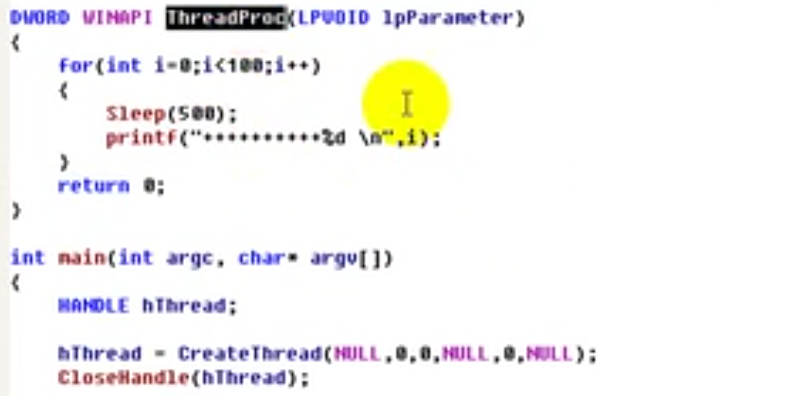 DWORD WINAPI ThreadProc(LPVOID lpParameter)
{
    for(int i=0;i<100;i++)
    {
        Sleep(500);
        printf("++++++++++%d \n",i);
    }
    return 0;
}
int main(int argc, char* argv[])
{
    HANDLE hThread;
    hThread = CreateThread(NULL,0,0,NULL,0,NULL);
    CloseHandle(hThread);